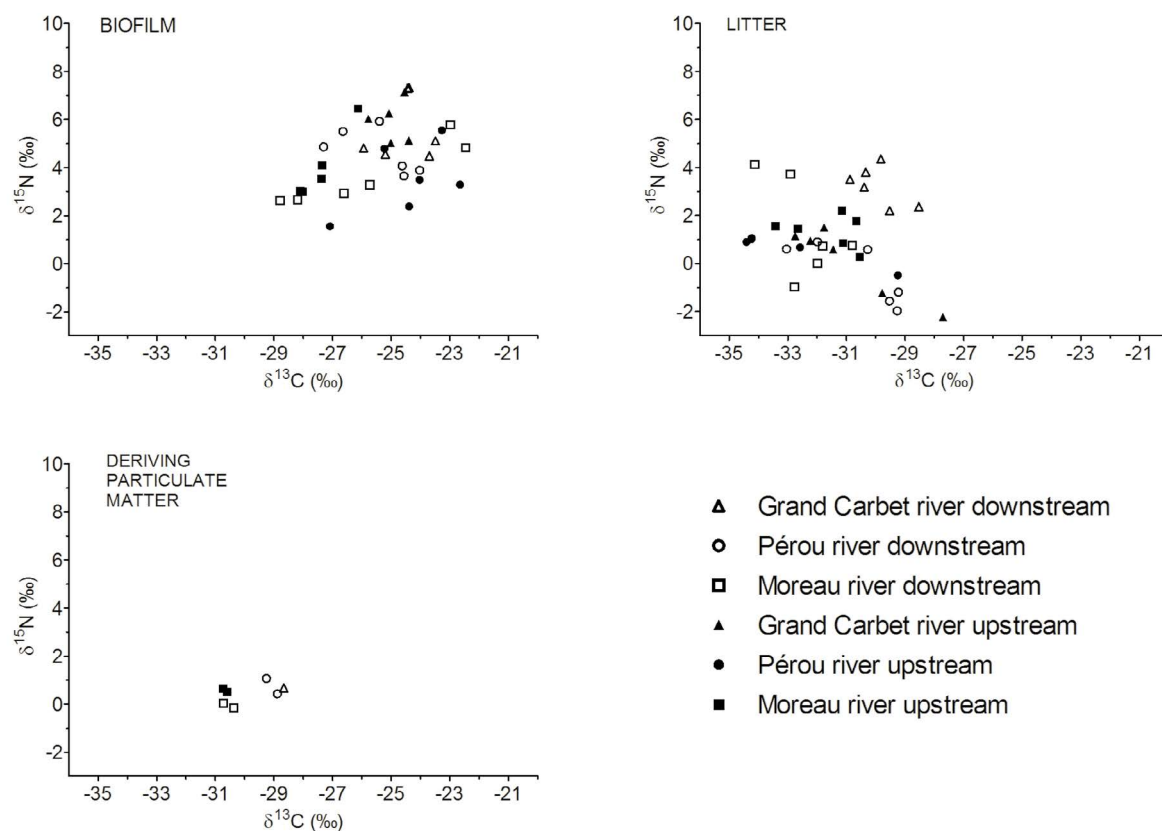 BIOFILM
10
8
6
4
2
0
-2
δ15N (‰)
-35 -33 -31 -29 -27 -25 -23 -21
δ13C (‰)
LITTER
10
8
6
4
2
0
-2
δ15N (‰)
-35 -33 -31 -29 -27 -25 -23 -21
δ13C (‰)
DERIVING
PARTICULATE
MATTER
10
8
6
4
2
0
-2
δ15N (‰)
-35 -33 -31 -29 -27 -25 -23 -21
δ13C (‰)
Grand Carbet river downstream
Pérou river downstream
Moreau river downstream
Grand Carbet river upstream
Pérou river upstream
Moreau river upstream